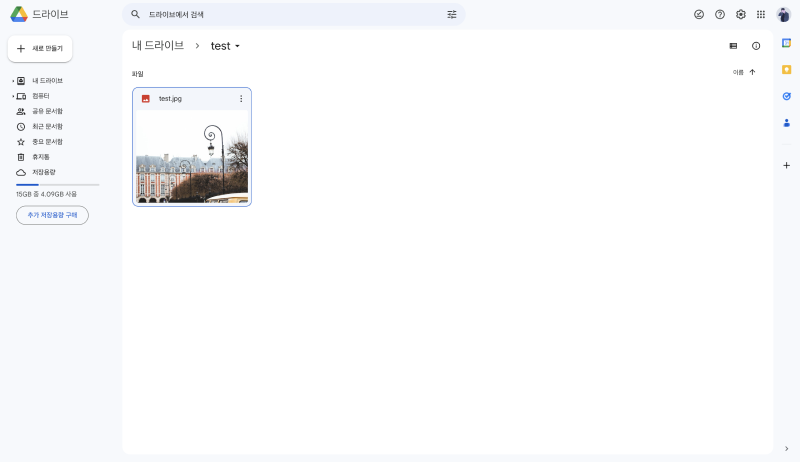 드라이브
드라이브에서 검색
새로 만들기
내 드라이브
컴퓨터
공유 문서함
최근 문서함
중요 문서함
휴지통
저장용량
15GB 중 4.09GB 사용
추가 저장용량 구매
내 드라이브 > test
파일
이름
test.jpg